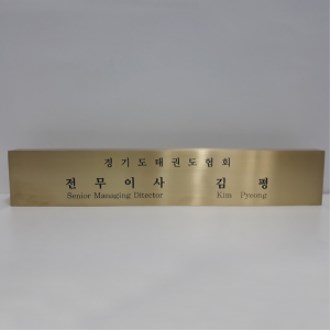 경기도태권도협회
전무이사 김평
Senior Managing Director Kim Pyeong